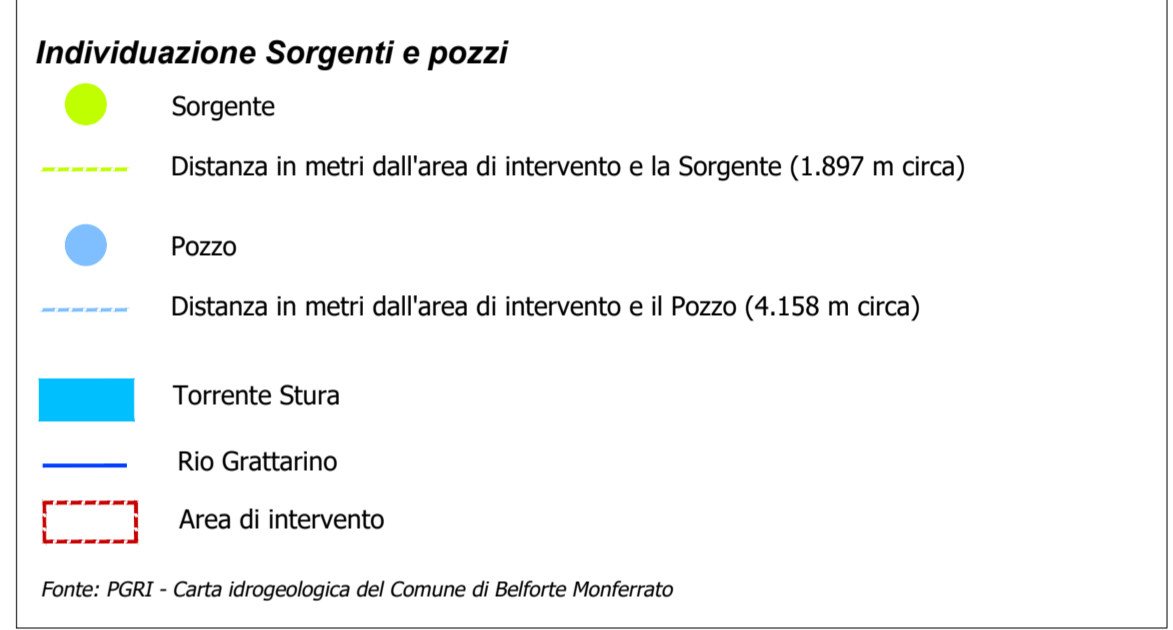 Individuazione Sorgenti e pozzi
Sorgente
Distanza in metri dall'area di intervento e la Sorgente (1.897 m circa)
Pozzo
Distanza in metri dall'area di intervento e il Pozzo (4.158 m circa)
Torrente Stura
Rio Grattarino
Area di intervento
Fonte: PGRI - Carta idrogeologica del Comune di Belforte Monferrato